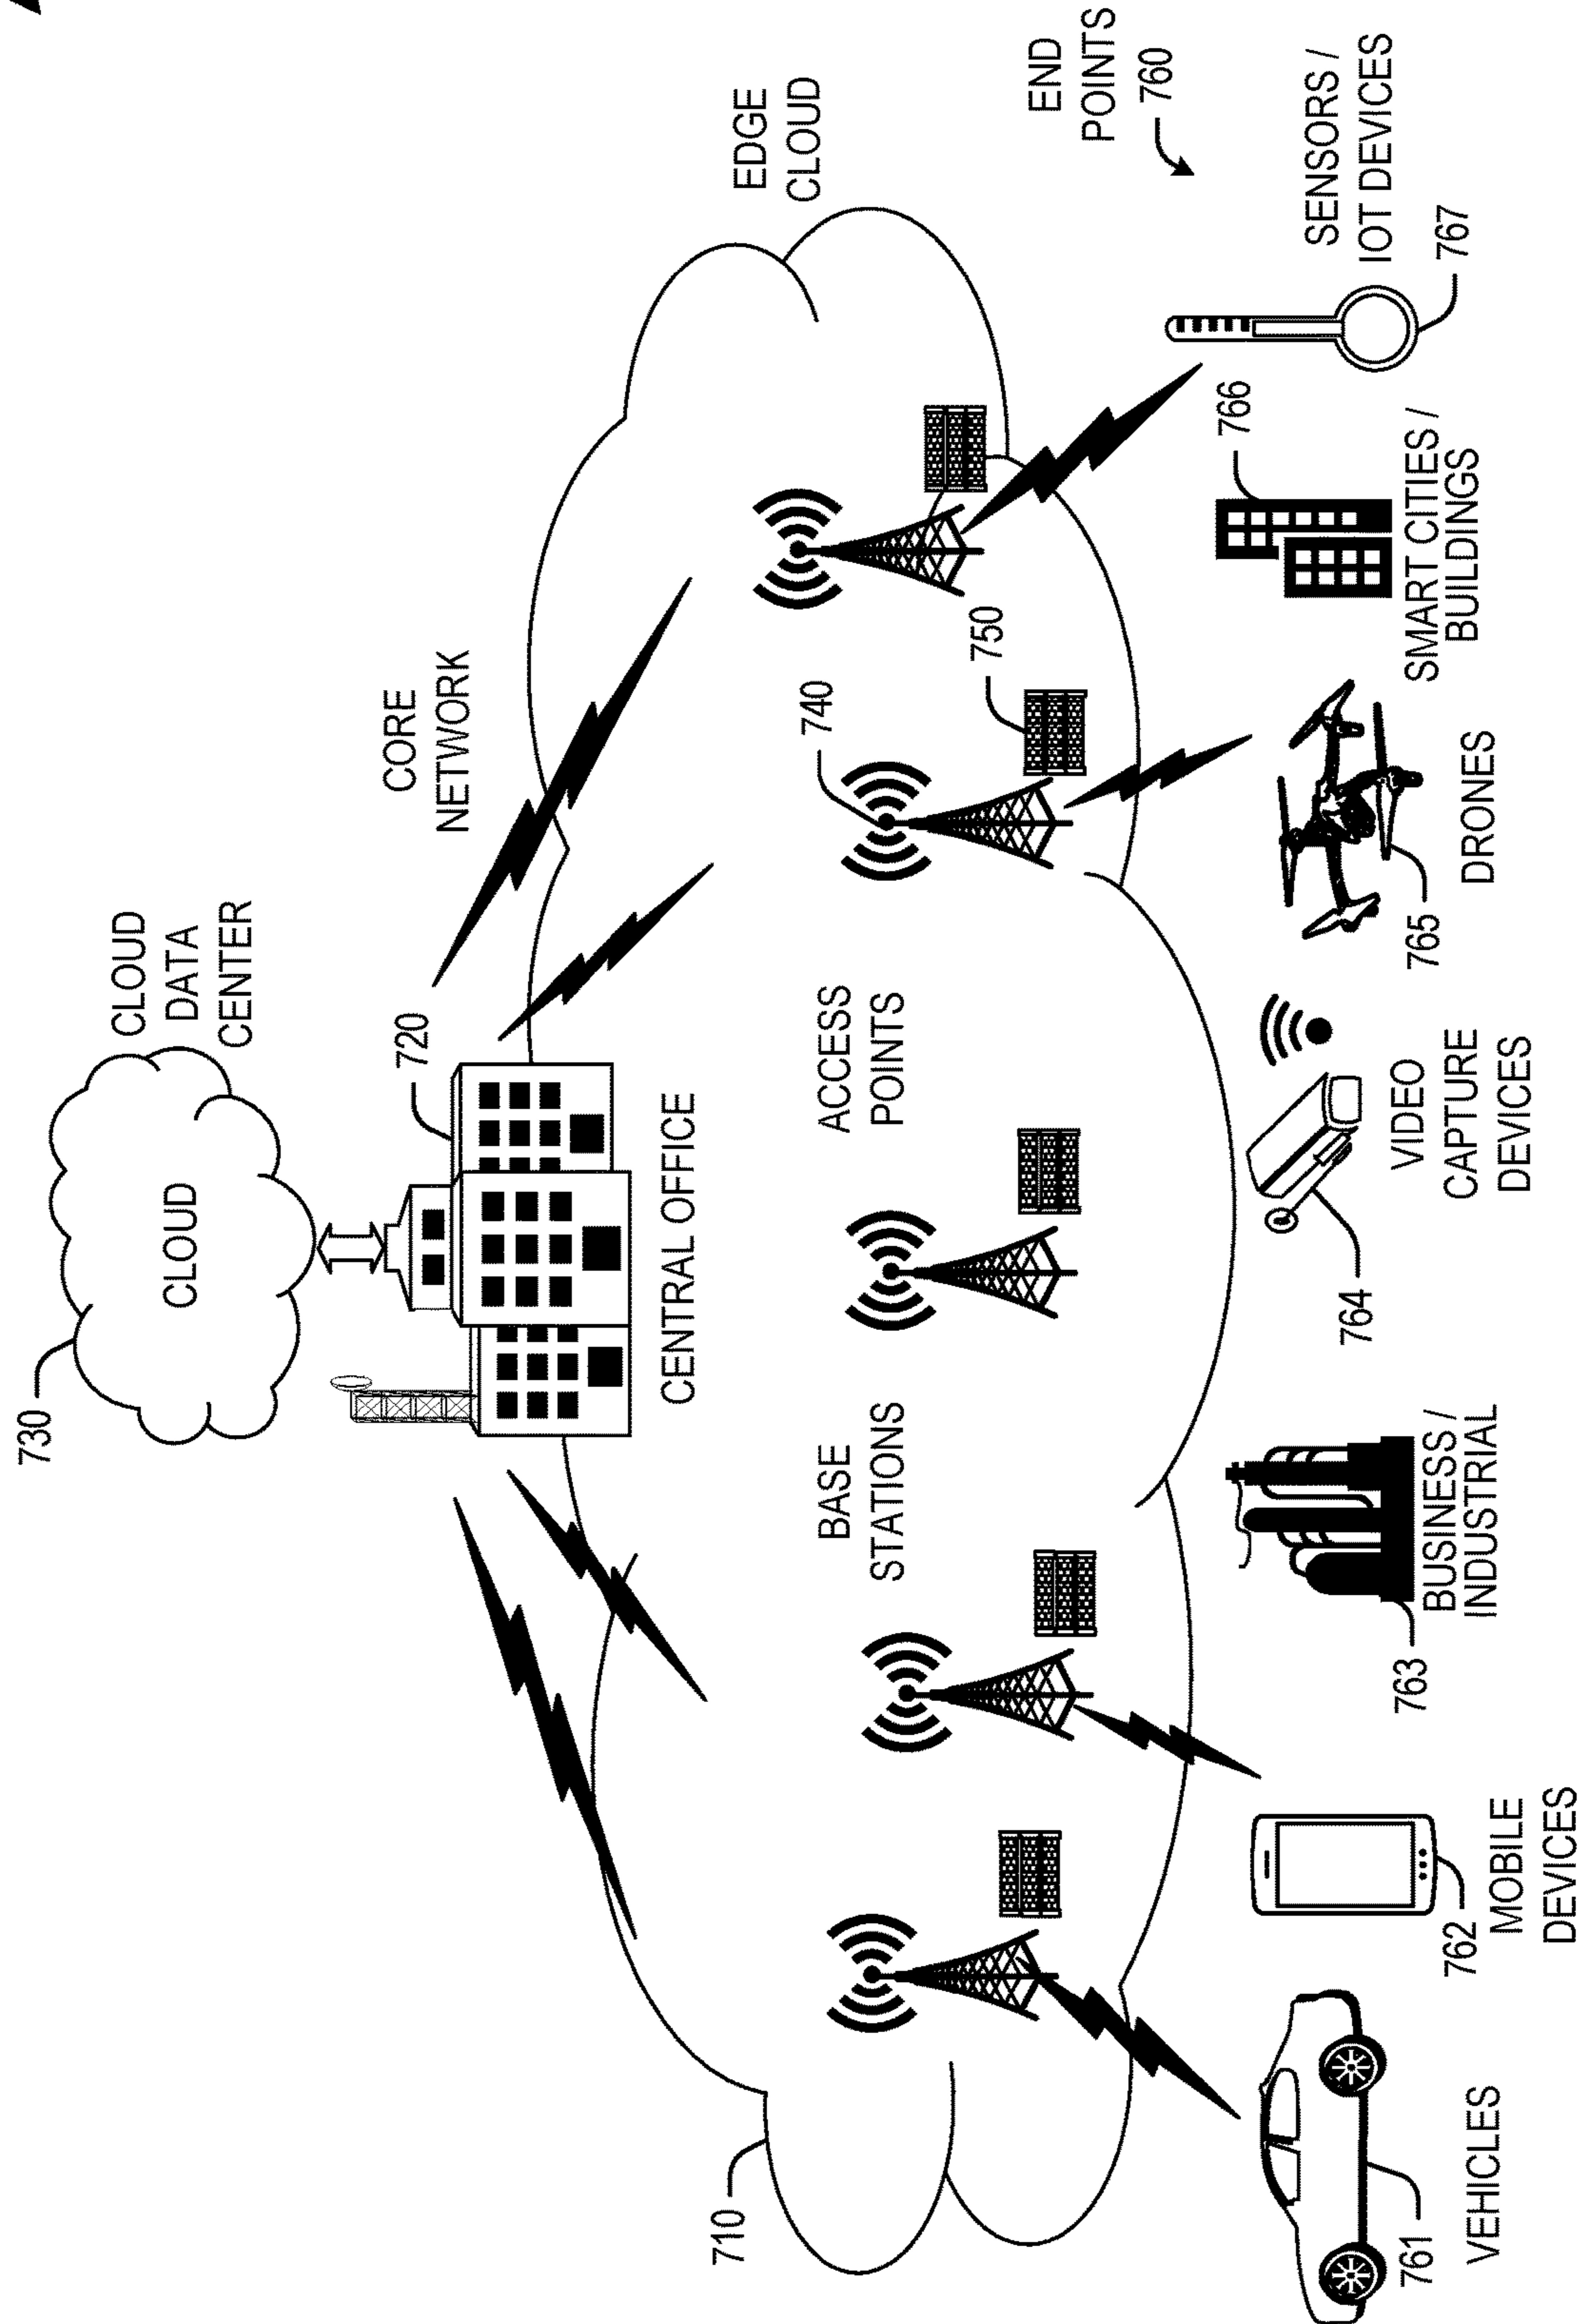 730
CLOUD
CLOUD
DATA
CENTER
720
CORE
NETWORK
CENTRAL OFFICE
EDGE
CLOUD
710
BASE
STATIONS
ACCESS
POINTS
740
750
END
POINTS
760
761
VEHICLES
762
MOBILE
DEVICES
763
BUSINESS /
INDUSTRIAL
764
VIDEO
CAPTURE
DEVICES
765
DRONES
766
SMART CITIES /
BUILDINGS
SENSORS /
IOT DEVICES
767